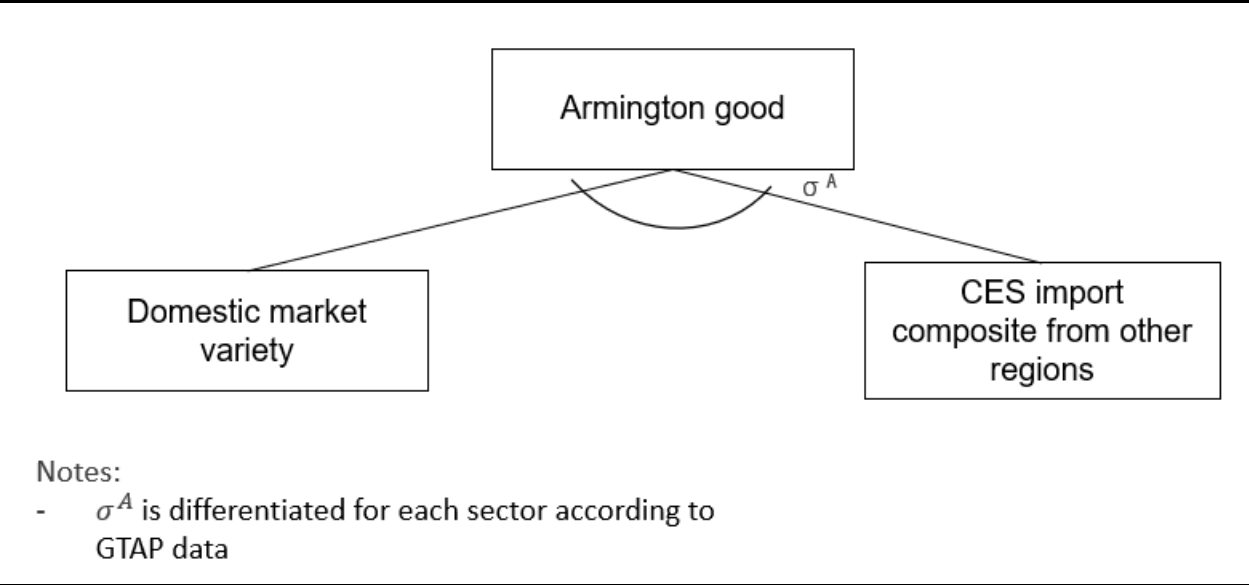 Armington good
σ A
Domestic market
variety
CES import
composite from other
regions
Notes:
- σᴬ is differentiated for each sector according to
GTAP data